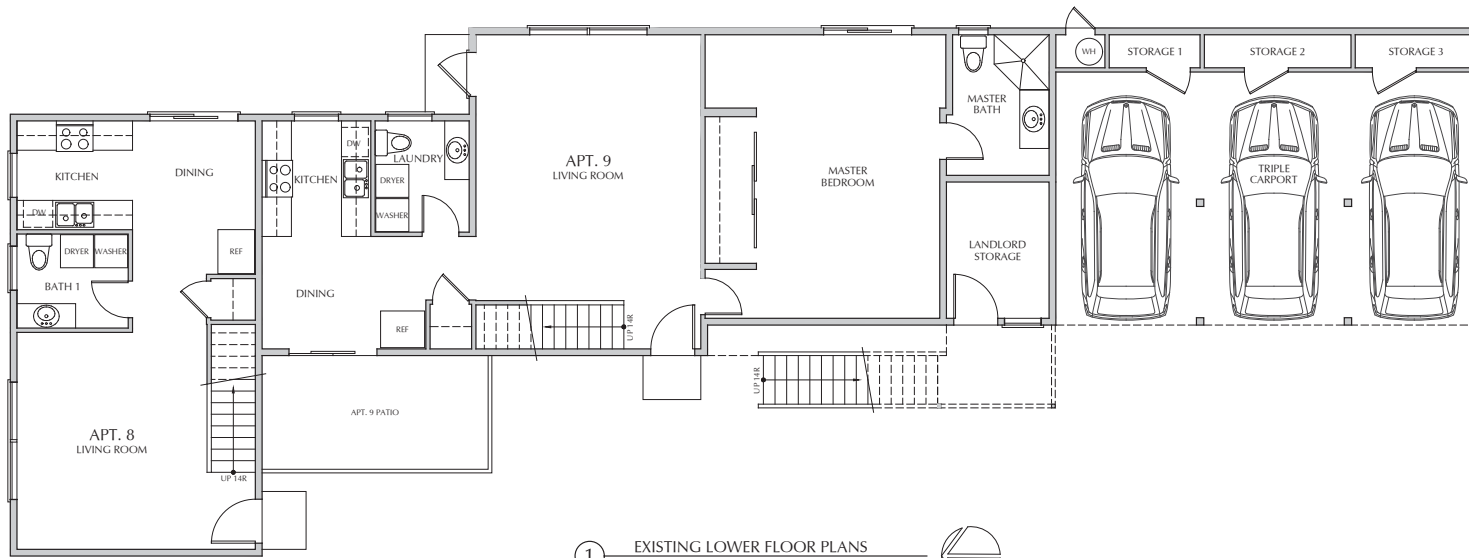 WH
STORAGE 1
STORAGE 2
STORAGE 3
MASTER
BATH
KITCHEN
DINING
DW
KITCHEN
LAUNDRY
DRYER
WASHER
APT. 9
LIVING ROOM
MASTER
BEDROOM
TRIPLE
CARPORT
DW
DRYER
WASHER
REF
BATH 1
LANDLORD
STORAGE
DINING
REF
UP 14R
UP 14R
APT. 9 PATIO
APT. 8
LIVING ROOM
UP 14R
1
EXISTING LOWER FLOOR PLANS